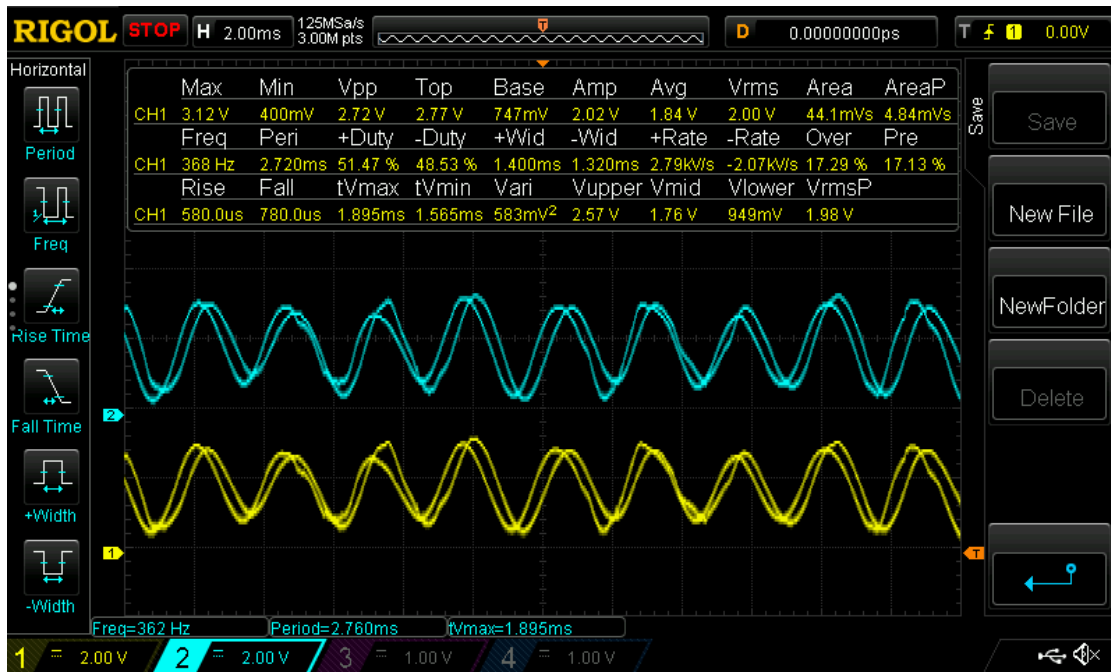 RIGOL STOP H 2.00ms 125MSa/s 3.00M pts T D 0.00000000ps T 1 0.00V
Horizontal
Period
Freq
Rise Time
Fall Time
+Width
-Width
Max Min Vpp Top Base Amp Avg Vrms Area AreaP
CH1 3.12 V 400mV 2.72 V 2.77 V 747mV 2.02 V 1.84 V 2.00 V 44.1mVs 4.84mVs
Freq Peri +Duty -Duty +Wid -Wid +Rate -Rate Over Pre
CH1 368 Hz 2.720ms 51.47 % 48.53 % 1.400ms 1.320ms 2.79kV/s -2.07kV/s 17.29 % 17.13 %
Rise Fall tVmax tVmin Vari Vupper Vmid Vlower VrmsP
CH1 580.0us 780.0us 1.895ms 1.565ms 583mV² 2.57 V 1.76 V 949mV 1.98 V
2
1
T
Save
Save
New File
NewFolder
Delete
Freq=362 Hz Period=2.760ms tVmax=1.895ms
1 = 2.00 V 2 = 2.00 V 3 = 1.00 V 4 = 1.00 V